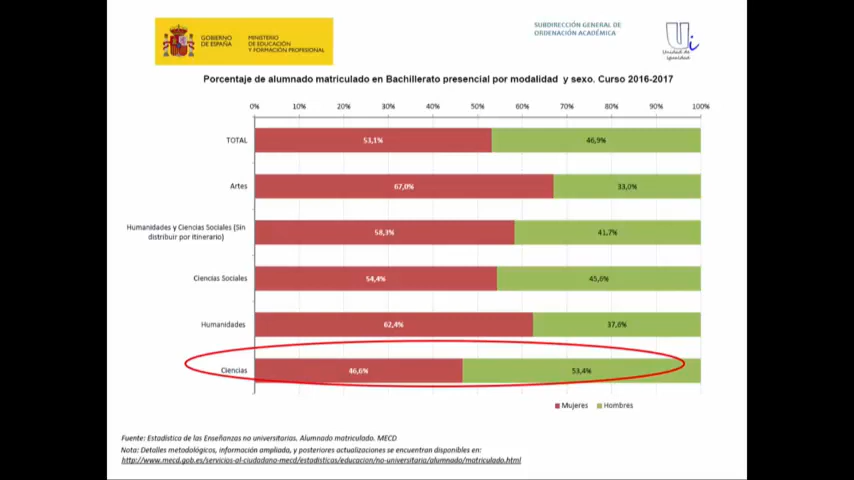 GOBIERNO
DE ESPAÑA
MINISTERIO
DE EDUCACIÓN
Y FORMACIÓN PROFESIONAL
SUBDIRECCIÓN GENERAL DE
ORDENACIÓN ACADÉMICA
Unidad de
Igualdad
Porcentaje de alumnado matriculado en Bachillerato presencial por modalidad y sexo. Curso 2016-2017
0% 10% 20% 30% 40% 50% 60% 70% 80% 90% 100%
TOTAL 53,1% 46,9%
Artes 67,0% 33,0%
Humanidades y Ciencias Sociales (Sin
distribuir por itinerario) 58,3% 41,7%
Ciencias Sociales 54,4% 45,6%
Humanidades 62,4% 37,6%
Ciencias 46,6% 53,4%
Mujeres Hombres
Fuente: Estadística de las Enseñanzas no universitarias. Alumnado matriculado. MECD
Nota: Detalles metodológicos, información ampliada, y posteriores actualizaciones se encuentran disponibles en:
http://www.mecd.gob.es/servicios-al-ciudadano-mecd/estadisticas/educacion/no-universitaria/alumnado/matriculado.html